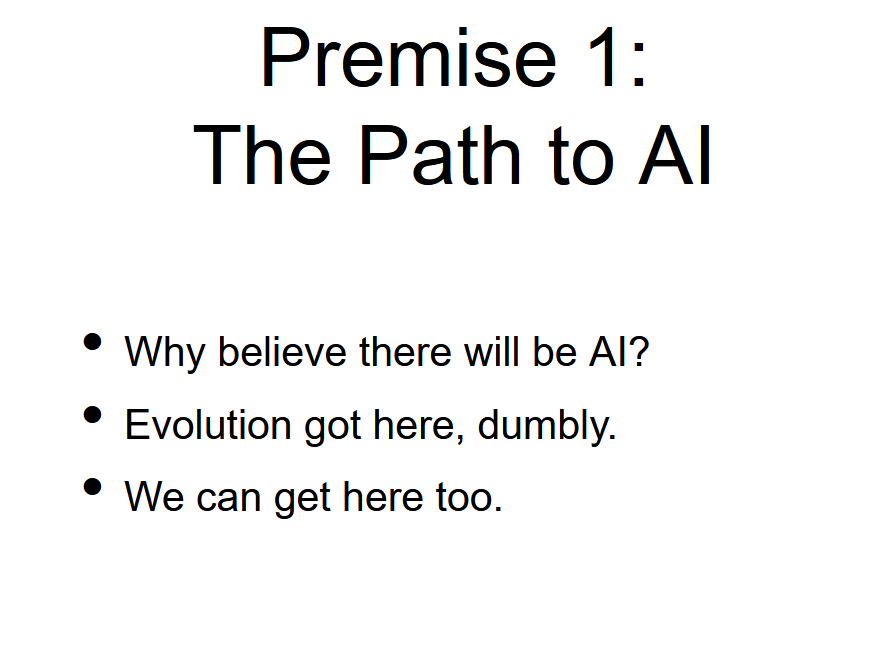 Premise 1:
The Path to AI
• Why believe there will be AI?
• Evolution got here, dumbly.
• We can get here too.